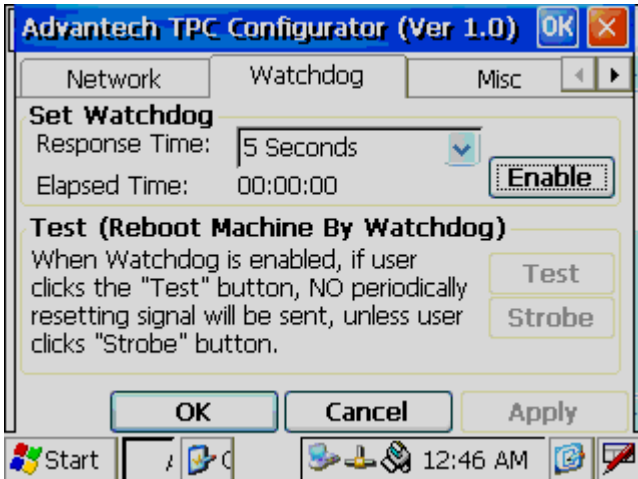 Advantech TPC Configurator (Ver 1.0) OK
Network Watchdog Misc
Set Watchdog
Response Time: 5 Seconds
Elapsed Time: 00:00:00
Enable
Test (Reboot Machine By Watchdog)
When Watchdog is enabled, if user
clicks the "Test" button, NO periodically
resetting signal will be sent, unless user
clicks "Strobe" button.
Test
Strobe
OK Cancel Apply
Start 12:46 AM